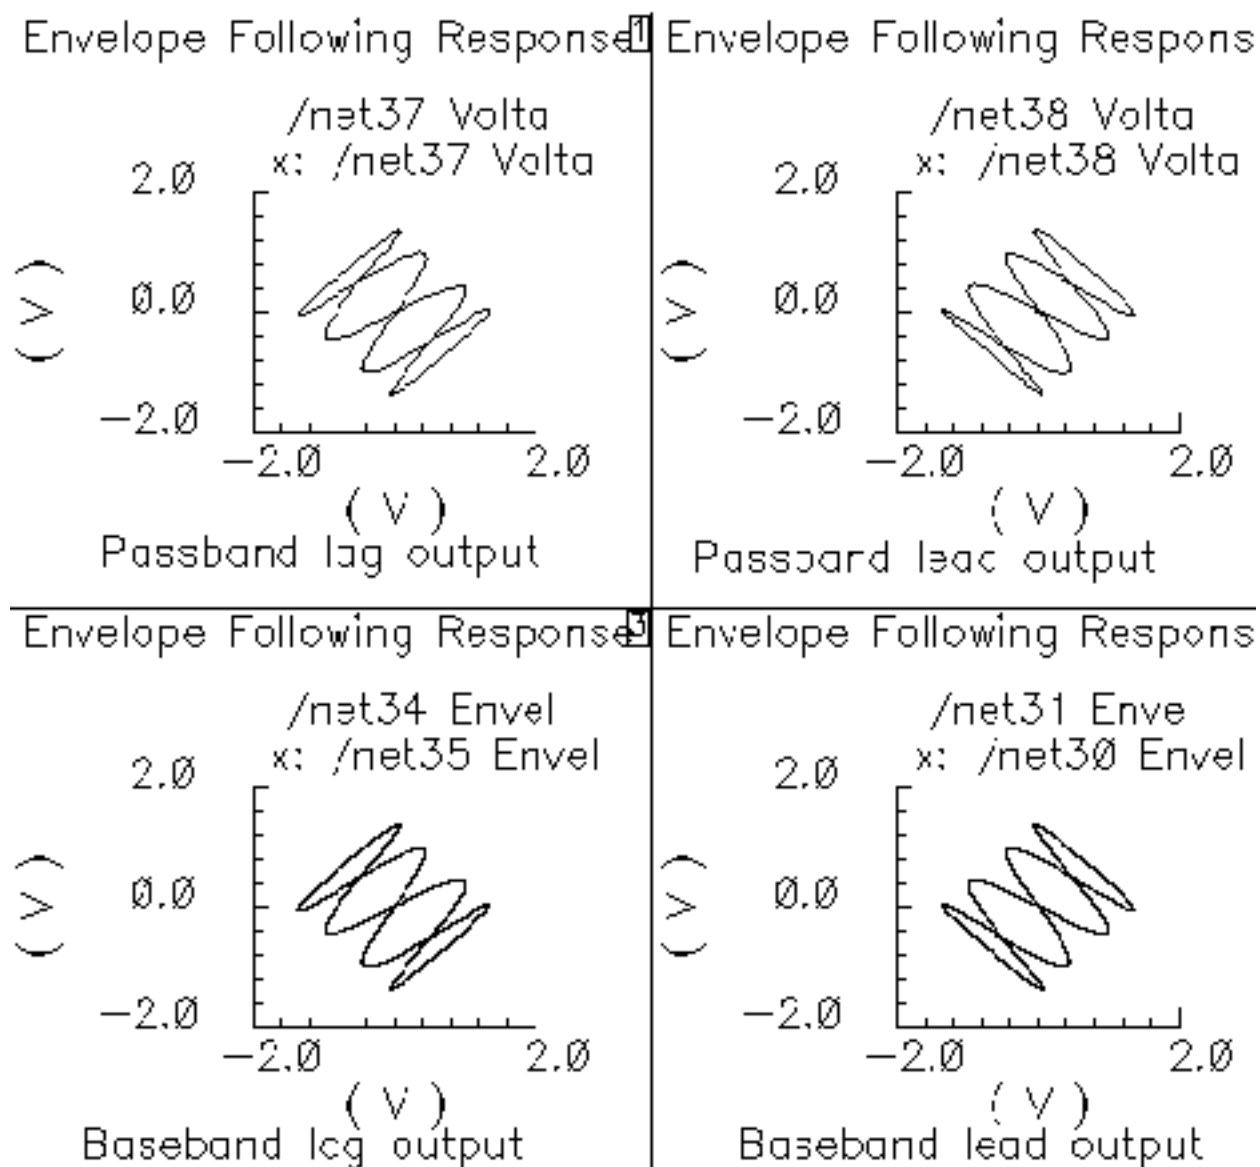 Envelope Following Response 1
/net37 Volta
x: /net37 Volta
2.0
0.0
-2.0
(V)
-2.0 2.0
( V )
Passband lag output
Envelope Following Respons
/net38 Volta
x: /net38 Volta
2.0
0.0
-2.0
(V)
-2.0 2.0
( V )
Passbard lead output
Envelope Following Response 3
/net34 Envel
x: /net35 Envel
2.0
0.0
-2.0
(V)
-2.0 2.0
( V )
Baseband lag output
Envelope Following Respons
/net31 Enve
x: /net30 Envel
2.0
0.0
-2.0
(V)
-2.0 2.0
( V )
Baseband lead output